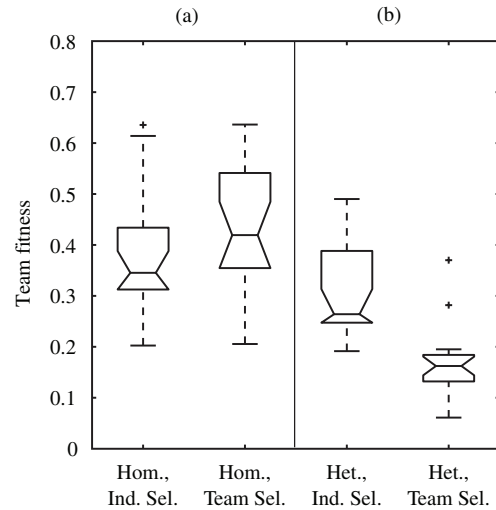 (a) (b)
0.8
0.7
0.6
0.5
0.4
0.3
0.2
0.1
0
Team fitness
Hom., Hom., Het., Het.,
Ind. Sel. Team Sel. Ind. Sel. Team Sel.